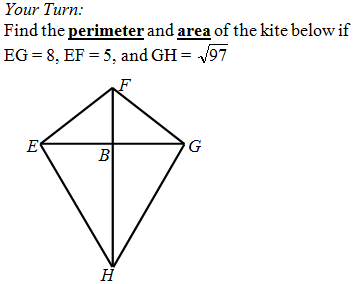 Your Turn:
Find the perimeter and area of the kite below if
EG = 8, EF = 5, and GH = √97
F
E
B
G
H